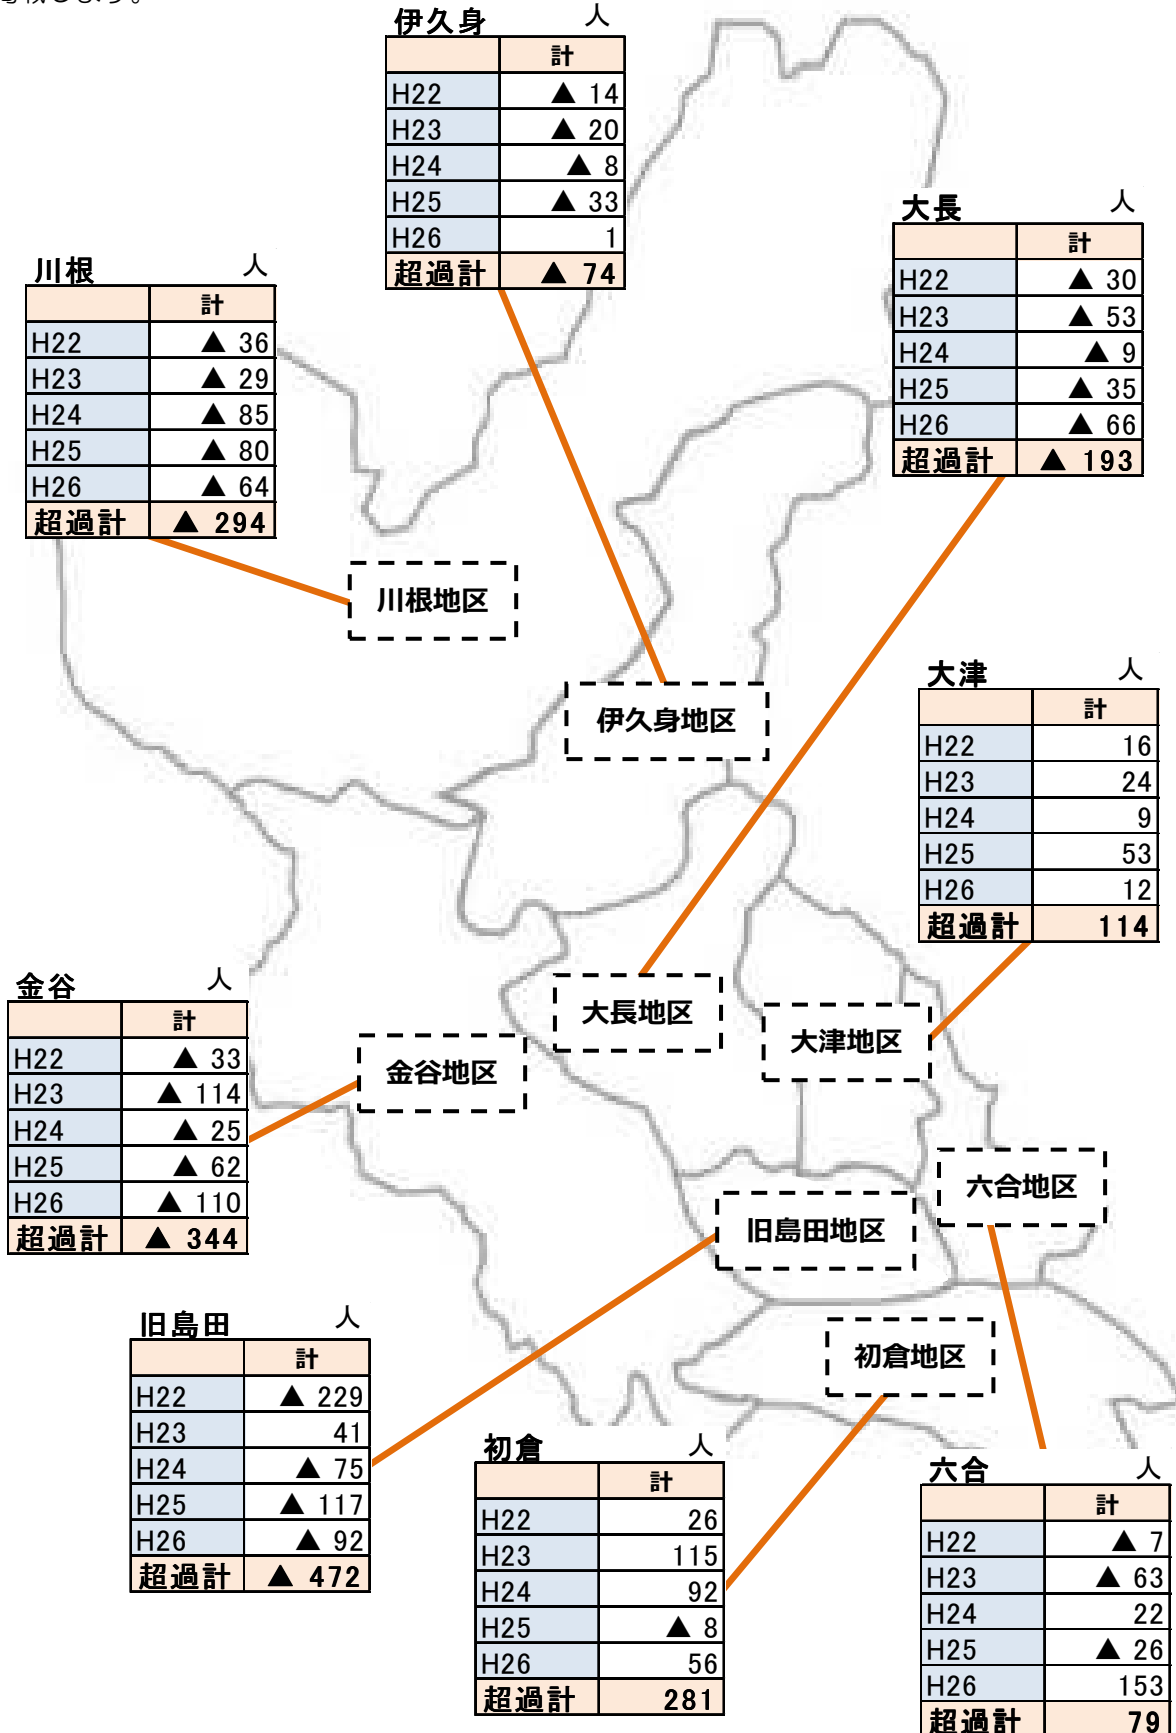 伊久身 人
計
H22 ▲ 14
H23 ▲ 20
H24 ▲ 8
H25 ▲ 33
H26 1
超過計 ▲ 74
大長 人
計
H22 ▲ 30
H23 ▲ 53
H24 ▲ 9
H25 ▲ 35
H26 ▲ 66
超過計 ▲ 193
川根 人
計
H22 ▲ 36
H23 ▲ 29
H24 ▲ 85
H25 ▲ 80
H26 ▲ 64
超過計 ▲ 294
川根地区
伊久身地区
大津 人
計
H22 16
H23 24
H24 9
H25 53
H26 12
超過計 114
大長地区
大津地区
金谷 人
計
H22 ▲ 33
H23 ▲ 114
H24 ▲ 25
H25 ▲ 62
H26 ▲ 110
超過計 ▲ 344
金谷地区
六合地区
旧島田地区
初倉地区
旧島田 人
計
H22 ▲ 229
H23 41
H24 ▲ 75
H25 ▲ 117
H26 ▲ 92
超過計 ▲ 472
初倉 人
計
H22 26
H23 115
H24 92
H25 ▲ 8
H26 56
超過計 281
六合 人
計
H22 ▲ 7
H23 ▲ 63
H24 22
H25 ▲ 26
H26 153
超過計 79